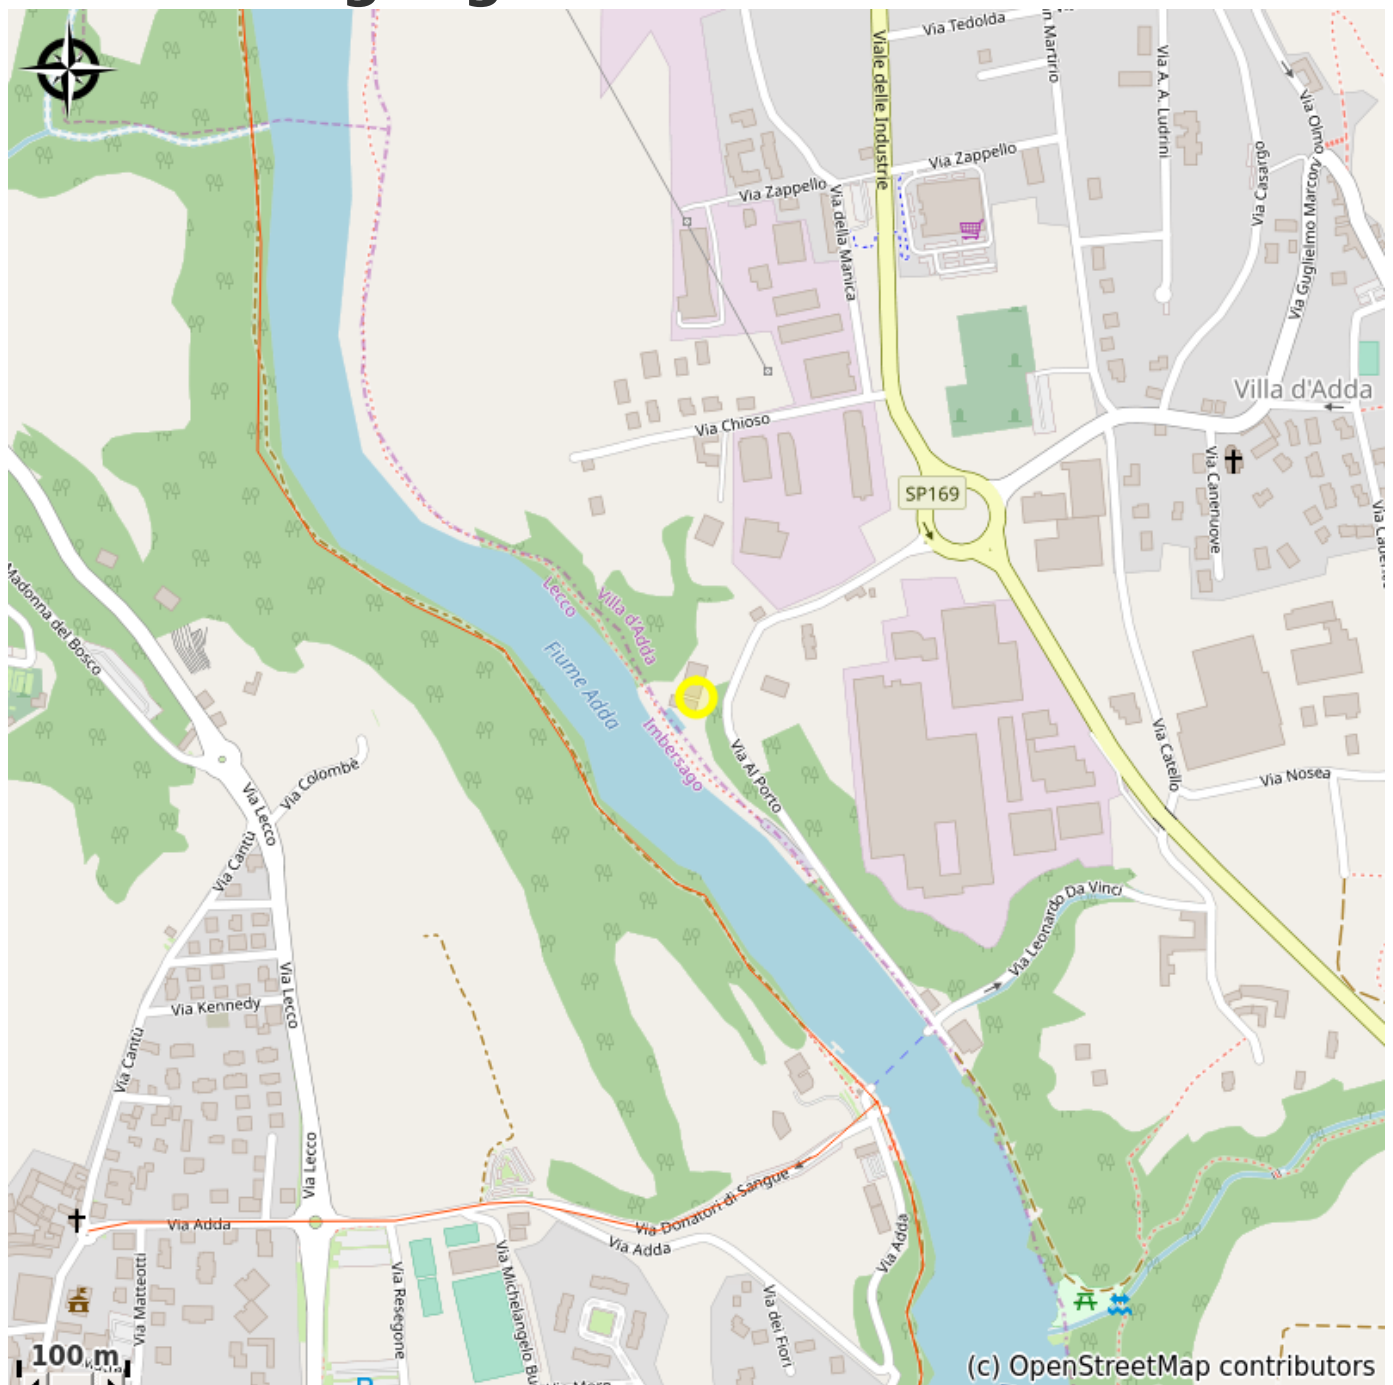 Via Tedolda
Viale delle Industrie
Via A. A. Ludrini
Via Olmo
Via Zappello
Via Zappello
Via della Manica
Via Casargo
Via Guglielmo Marcony
Villa d'Adda
Via Chioso
SP169
Via Canenuove
Madonna del Bosco
Lecco
Villa d'Adda
Fiume Adda
Imbersago
Via Al Porto
Via Catello
Via Nosea
Via Colombè
Via Lecco
Via Cantù
Via Leonardo Da Vinci
Via Lecco
Via Kennedy
Via Cantù
Via Lecco
Via Donatori di Sangue
Via Adda
Via Adda
Via Adda
Via Matteotti
Via Resegone
Via Michelangelo Bu
Via dei Fiori
100 m
(c) OpenStreetMap contributors